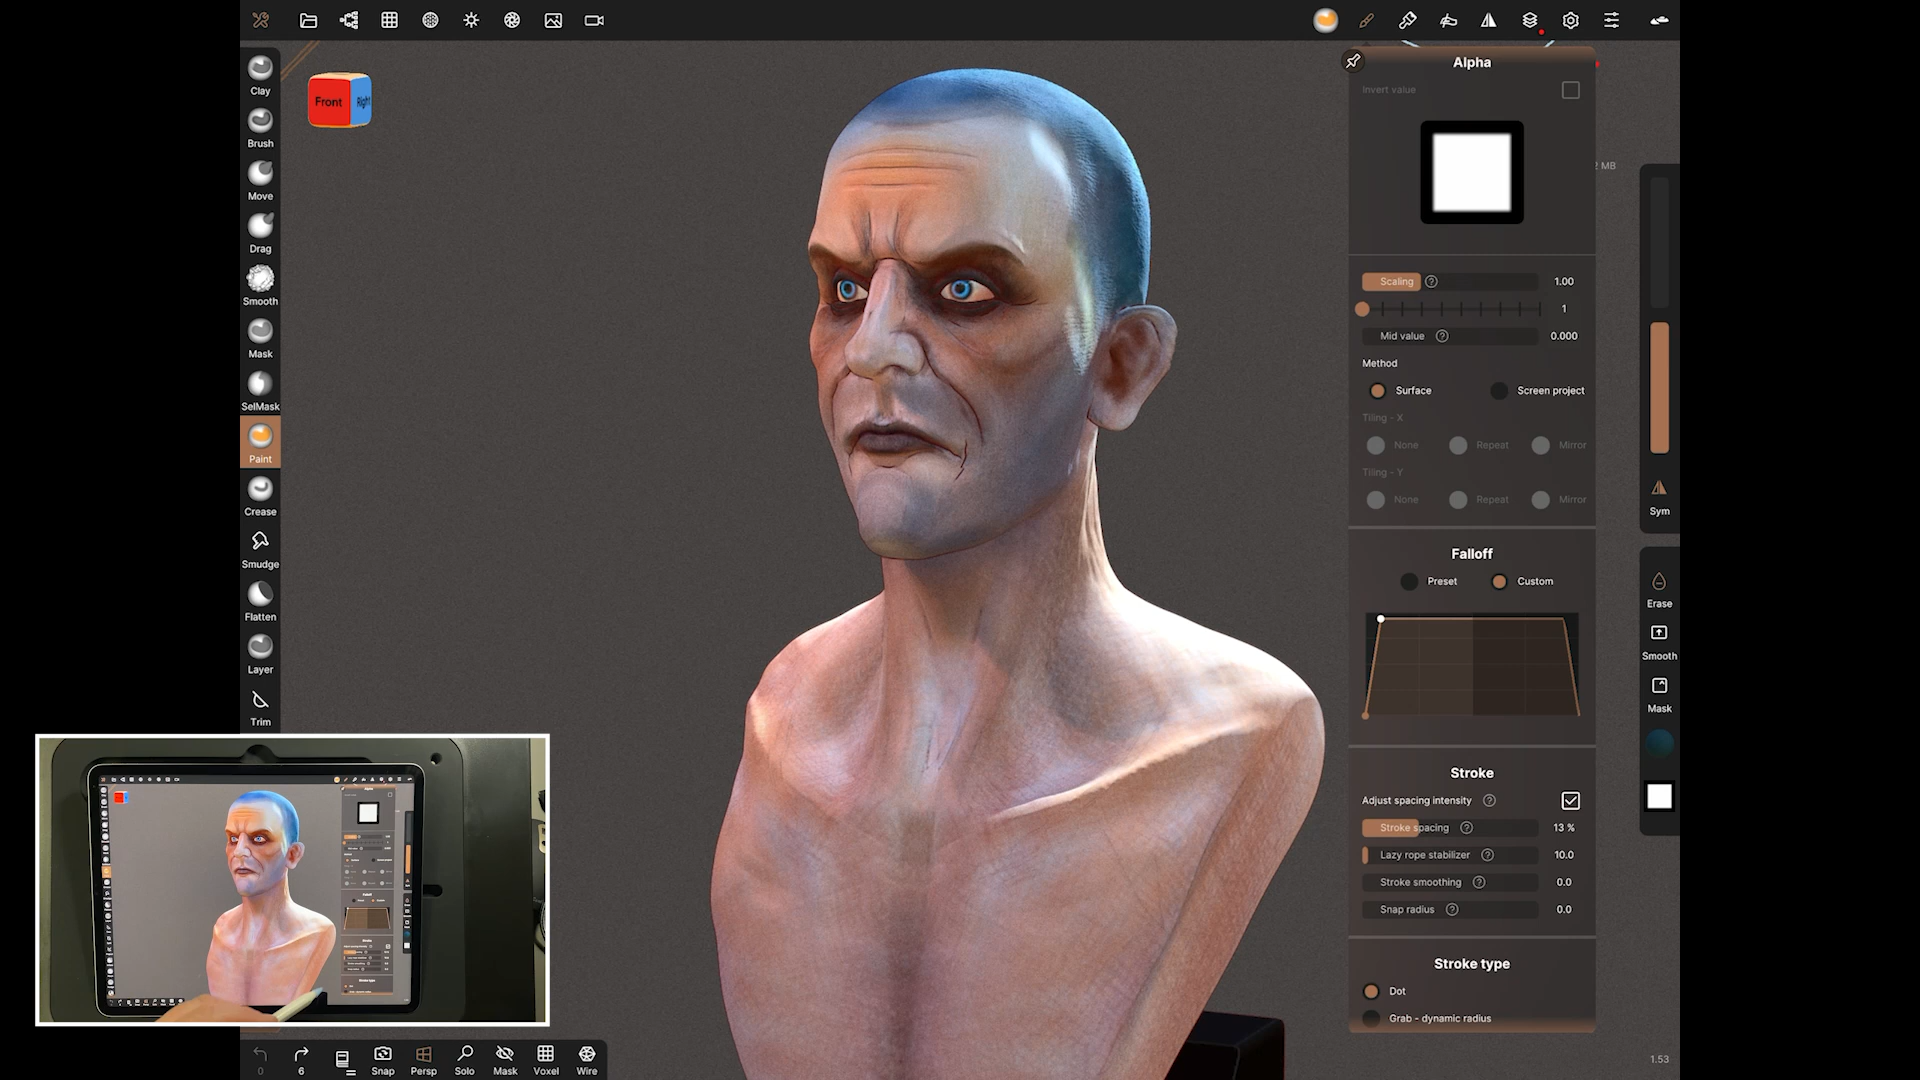 Clay
Brush
Move
Drag
Smooth
Mask
SelMask
Paint
Crease
Smudge
Flatten
Layer
Trim
Front
Right
Alpha
Invert value
2 MB
Scaling ? 1.00
1
Mid value ? 0.000
Method
Surface Screen project
Tiling - X
None Repeat Mirror
Tiling - Y
None Repeat Mirror
Falloff
Preset Custom
Stroke
Adjust spacing intensity ?
Stroke spacing ? 13 %
Lazy rope stabilizer ? 10.0
Stroke smoothing ? 0.0
Snap radius ? 0.0
Stroke type
Dot
Grab - dynamic radius
Sym
Erase
Smooth
Mask
0 6 Snap Persp Solo Mask Voxel Wire
1.53